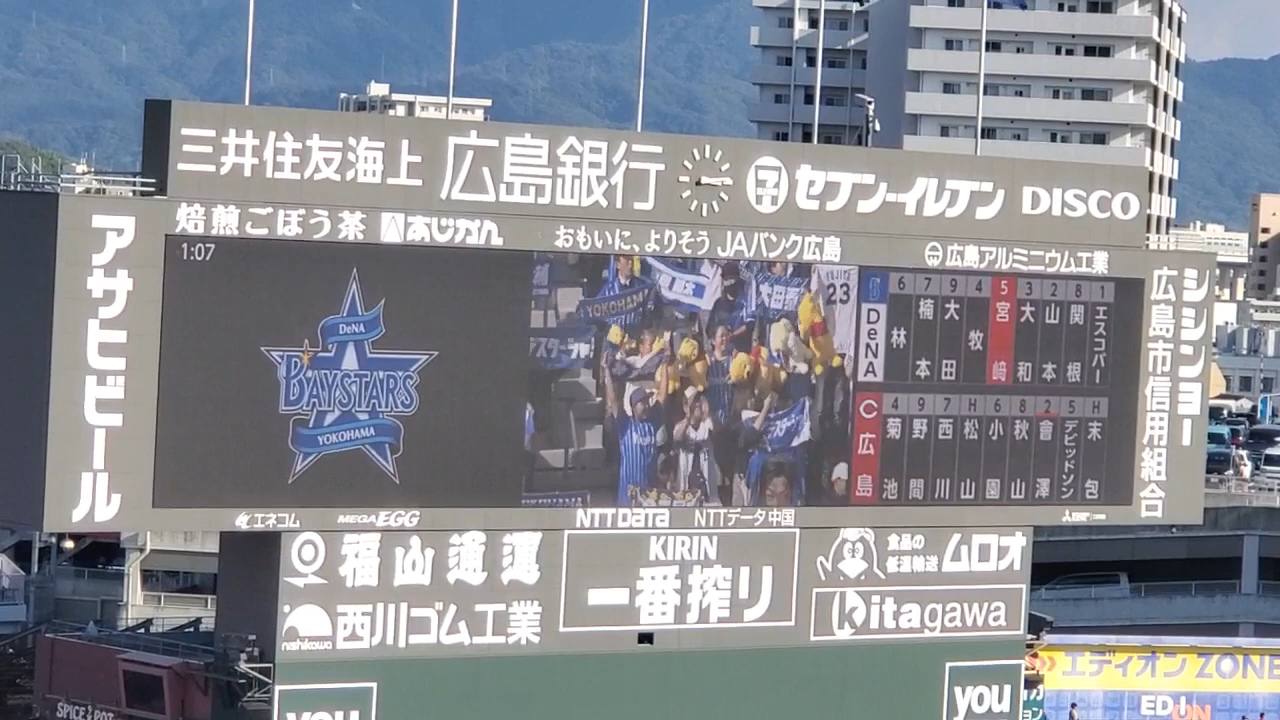 三井住友海上 広島銀行 セブン-イレブン DISCO
焙煎ごぼう茶 あじかん おもいに、よりそう JAバンク広島 広島アルミニウム工業
アサヒビール
1:07
DeNA
BAYSTARS
YOKOHAMA
YOKOHAMA
23
DeNA
6 7 9 4 5 3 2 8 1
林 楠本 大田 牧 宮﨑 大和 山本 関根 エスコバー
C 広島
4 9 7 H 6 8 2 5 H
菊池 野間 西川 松山 小園 秋山 會澤 デビッドソン 末包
シシンヨー
広島市信用組合
エネコム MEGA EGG NTT DATA NTTデータ中国
福山通運
KIRIN
一番搾り
食品の
低温輸送 ムロオ
nishikawa 西川ゴム工業
kitagawa
you
you
エディオン ZONE
EDI
ON
SPICE POT